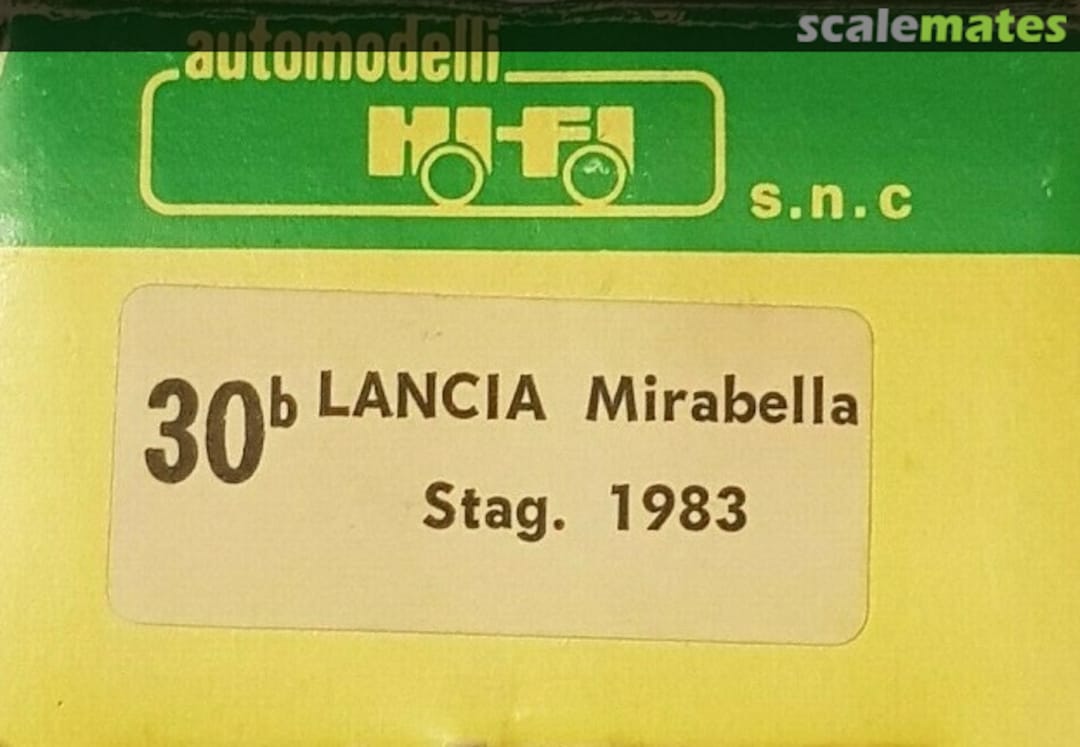 scalemates
automodelli
HI-FI
s.n.c
30b LANCIA Mirabella
Stag. 1983